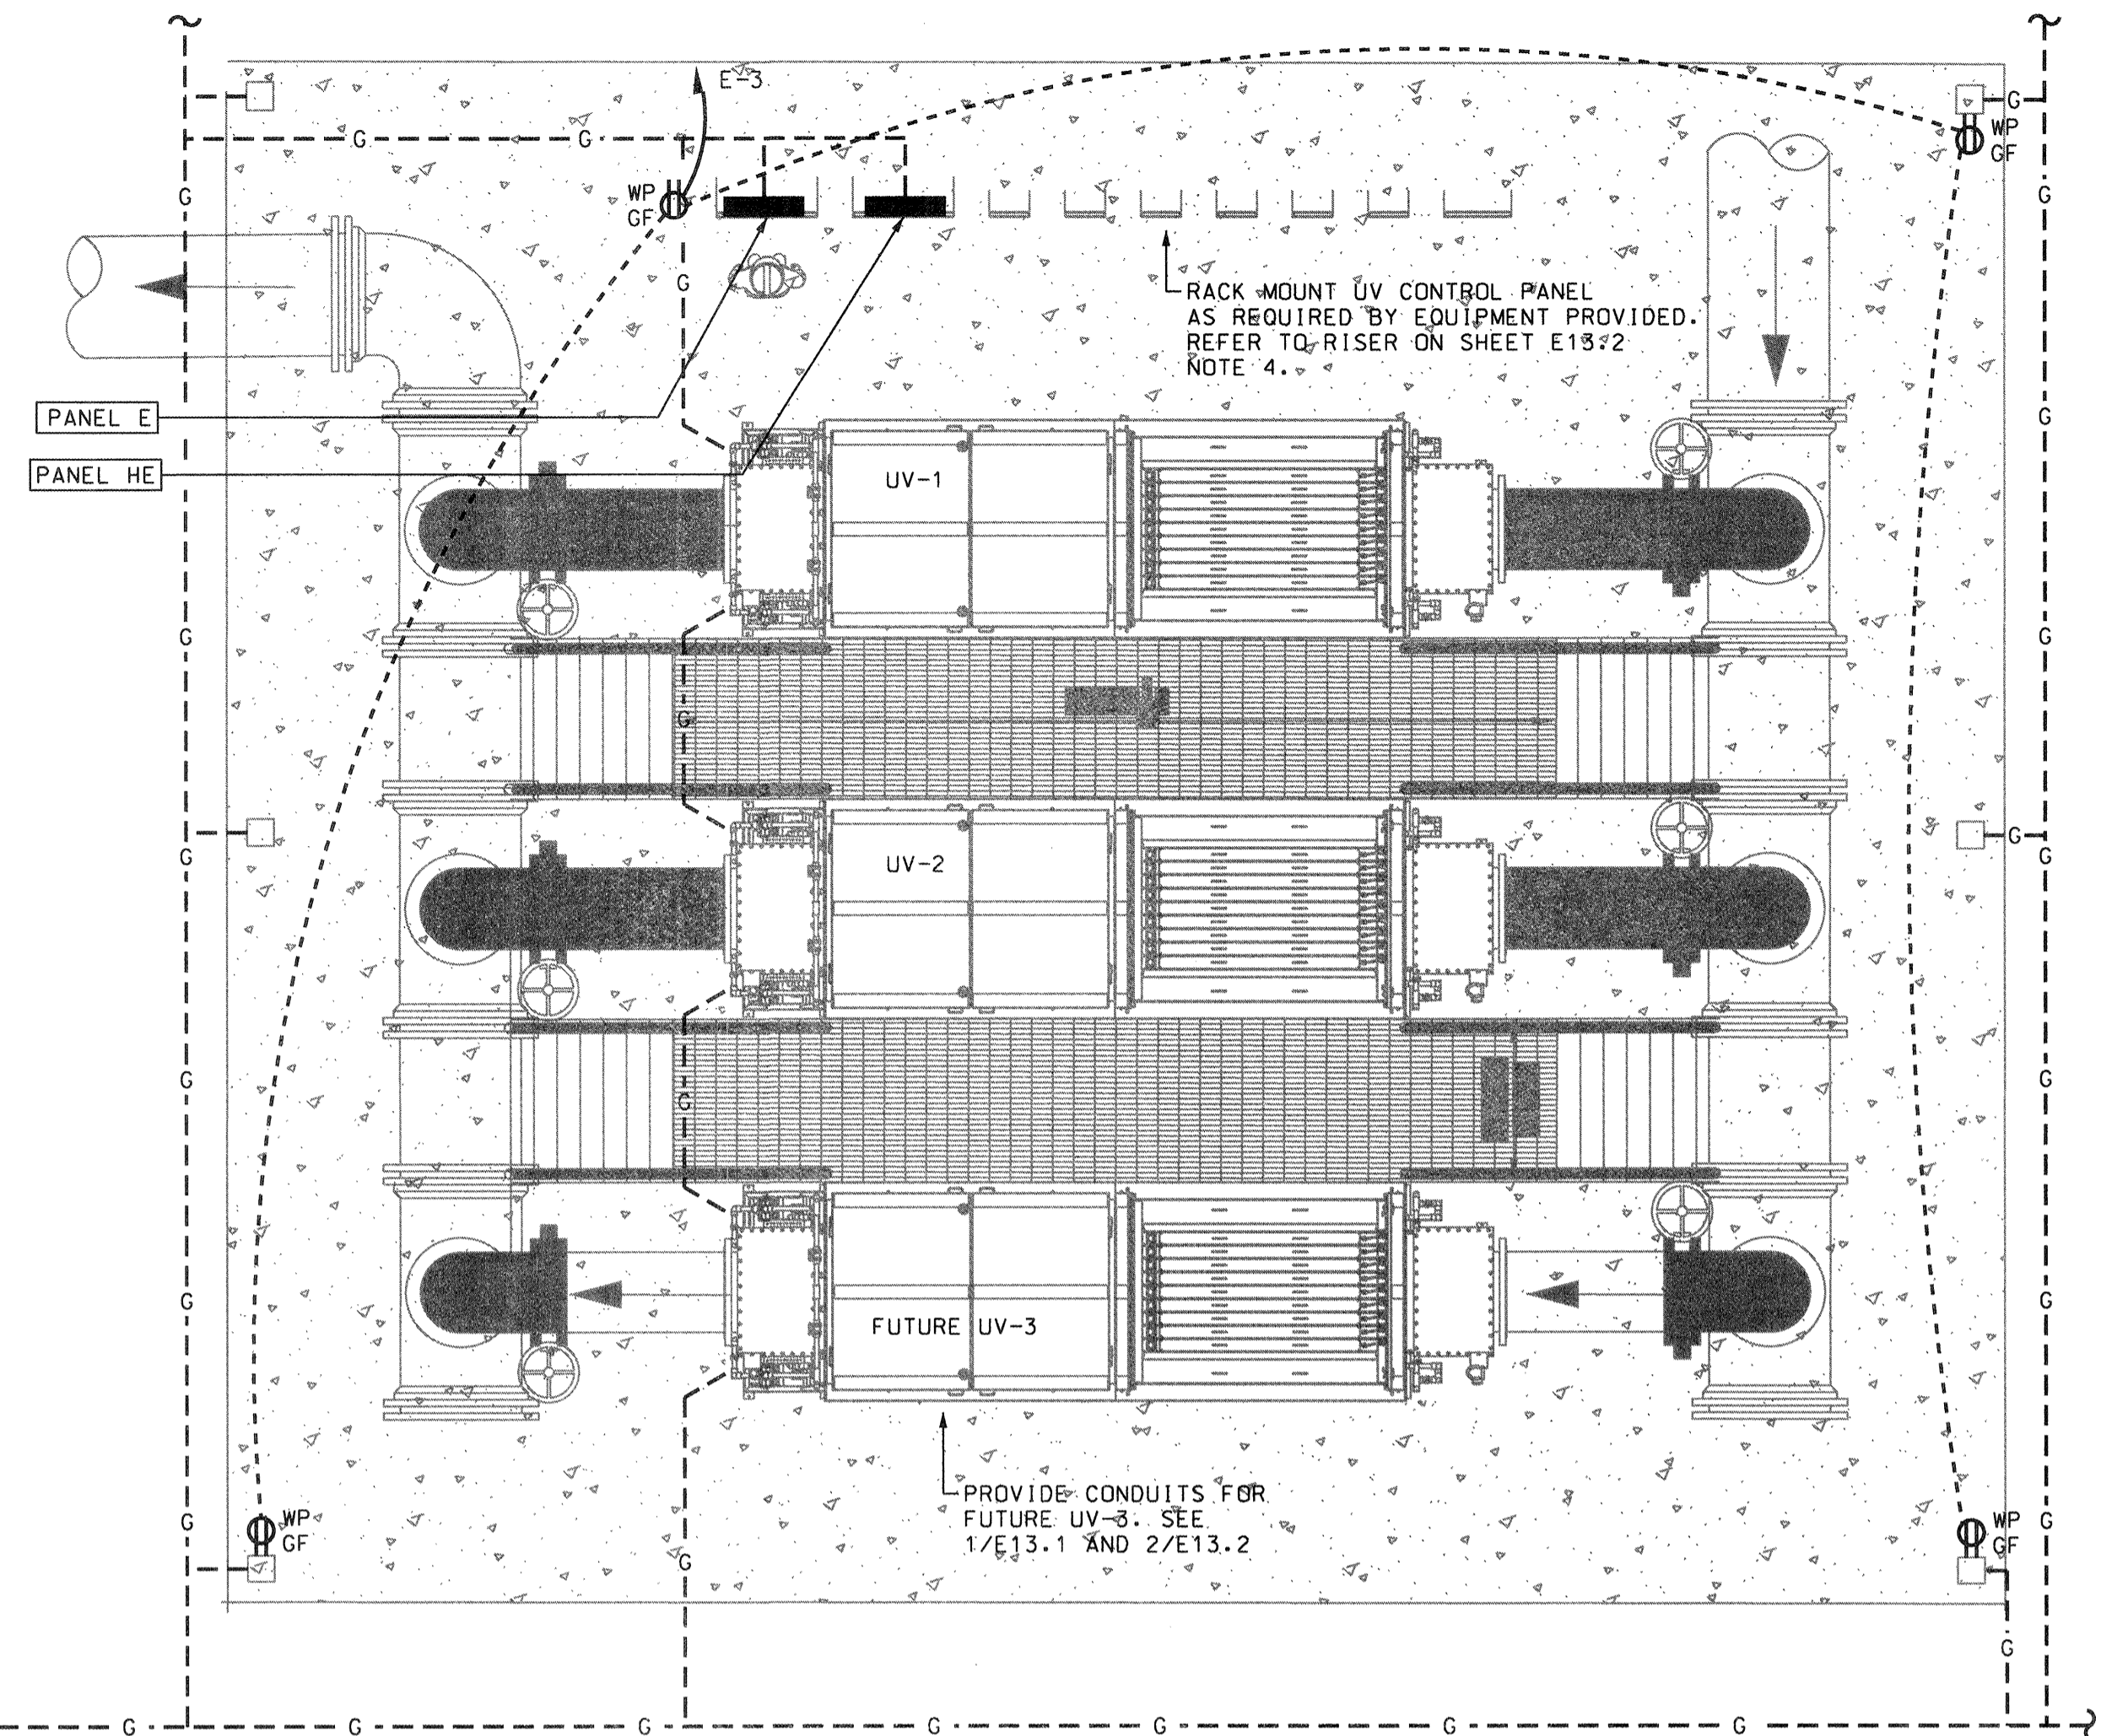 E-3
G
WP
GF
G G
G
G
WP
GF
G
RACK MOUNT UV CONTROL PANEL
AS REQUIRED BY EQUIPMENT PROVIDED.
REFER TO RISER ON SHEET E13.2
NOTE 4.
PANEL E
G
PANEL HE
UV-1
G
G
G
G
G
G
UV-2
G
G
G
G
G
FUTURE UV-3
PROVIDE CONDUITS FOR
FUTURE UV-3. SEE
1/E13.1 AND 2/E13.2
G
WP
GF
WP
GF
G
G
G
G G G G G G G